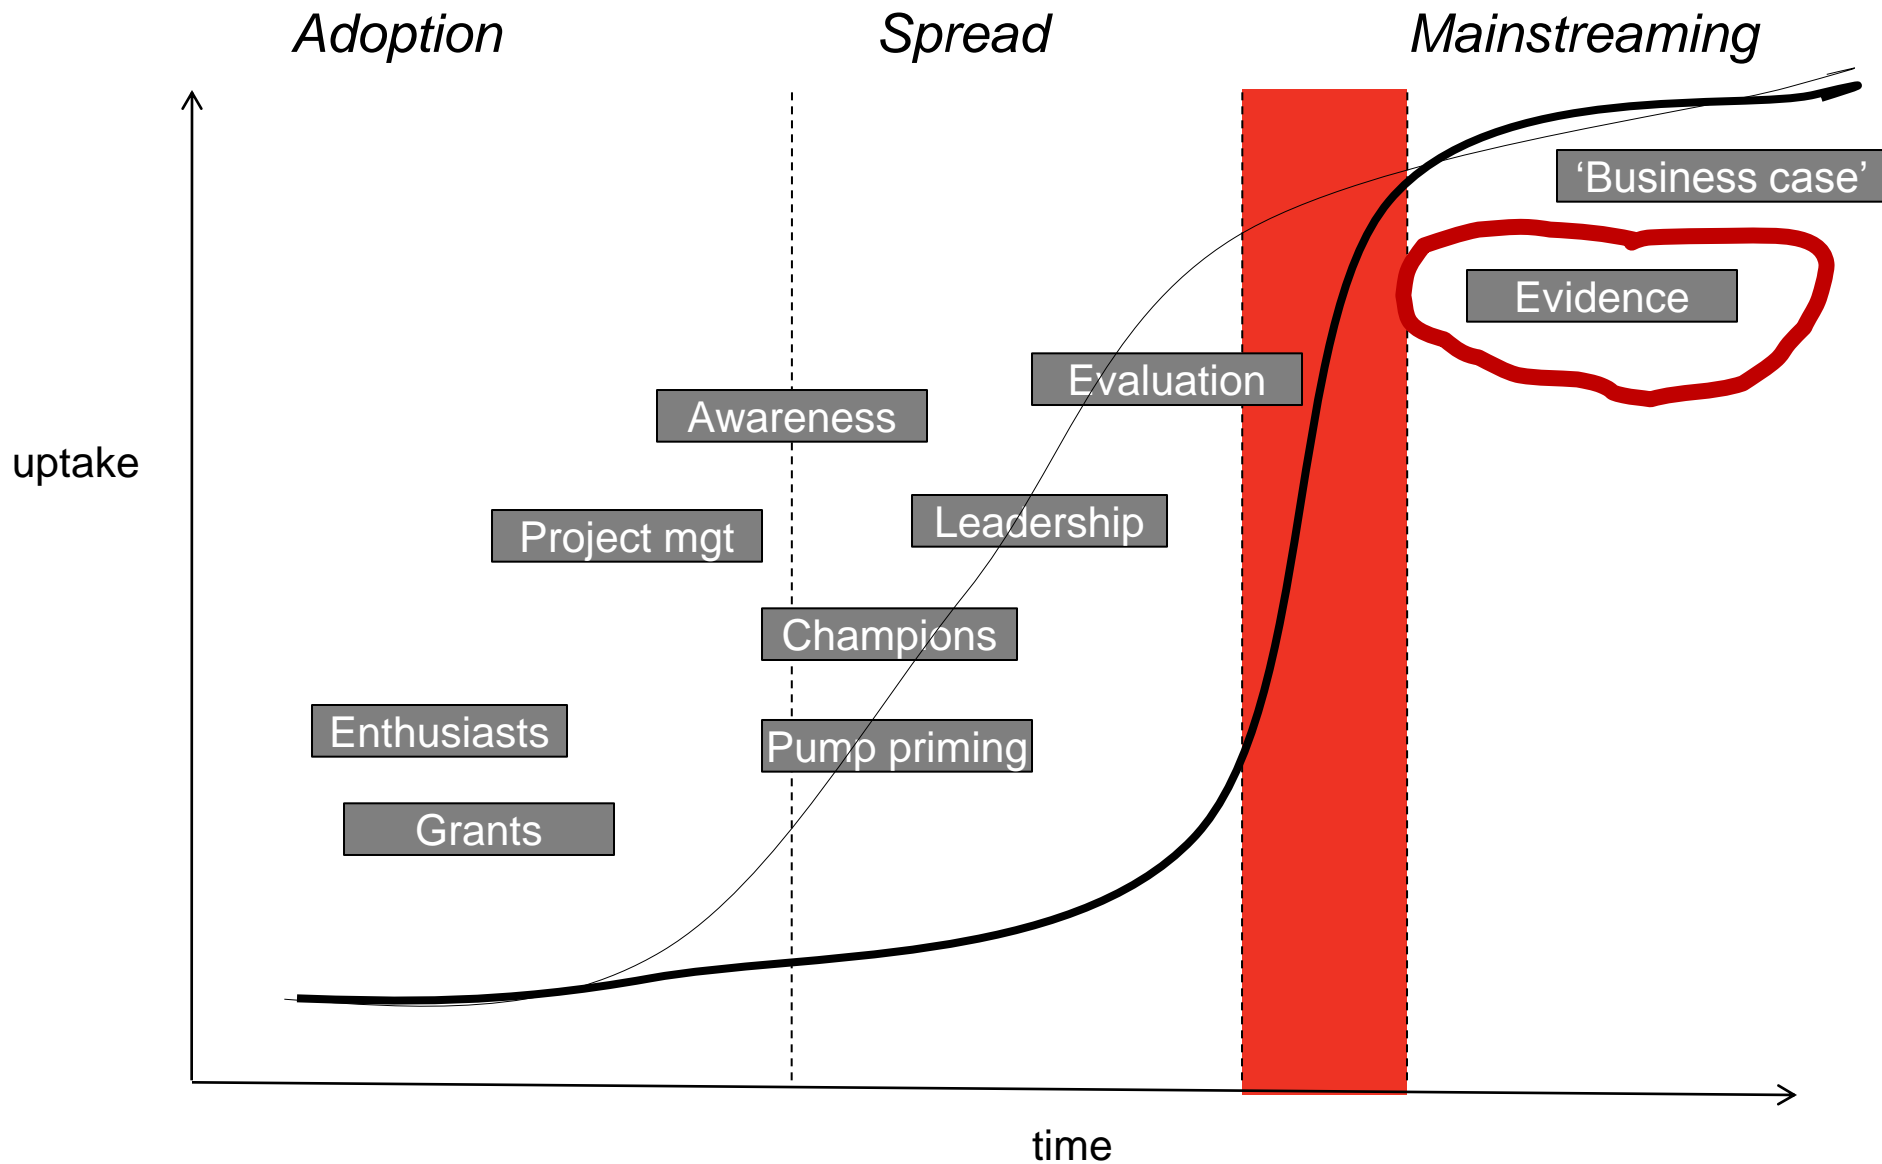 Adoption
Spread
Mainstreaming
‘Business case’
Evidence
Evaluation
Awareness
uptake
Leadership
Project mgt
Champions
Enthusiasts
Pump priming
Grants
time